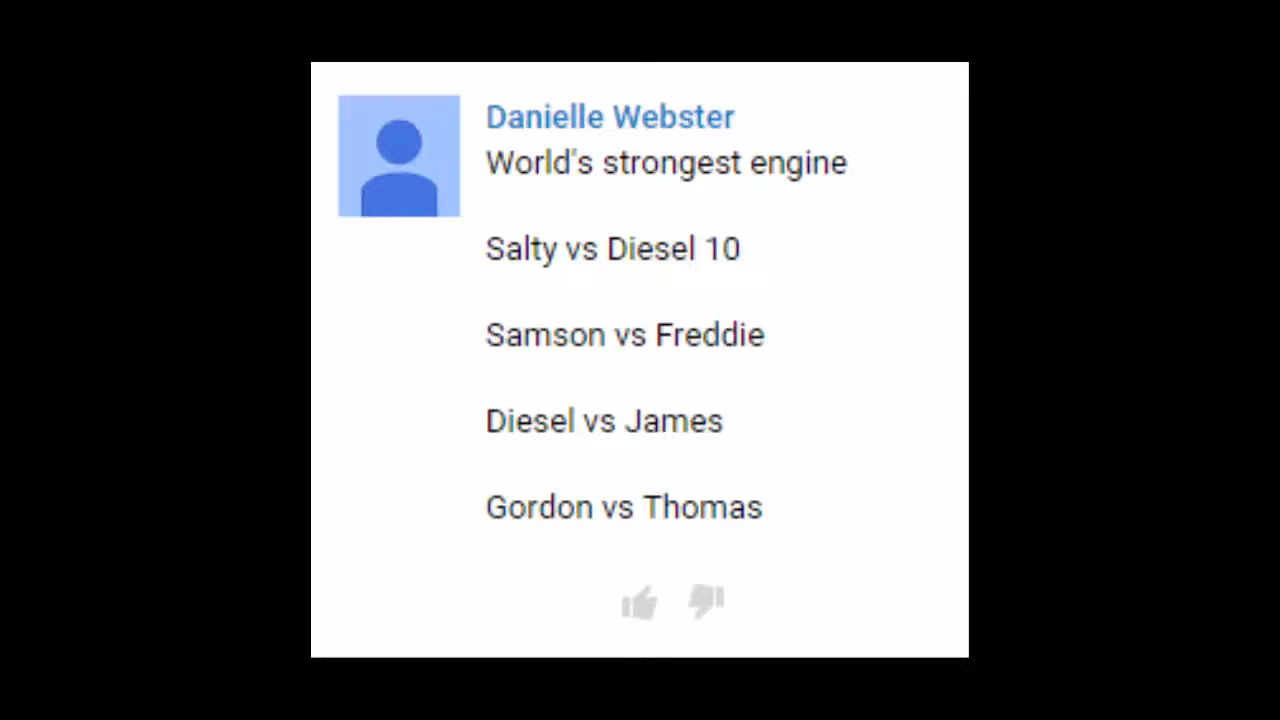 Danielle Webster
World's strongest engine
Salty vs Diesel 10
Samson vs Freddie
Diesel vs James
Gordon vs Thomas